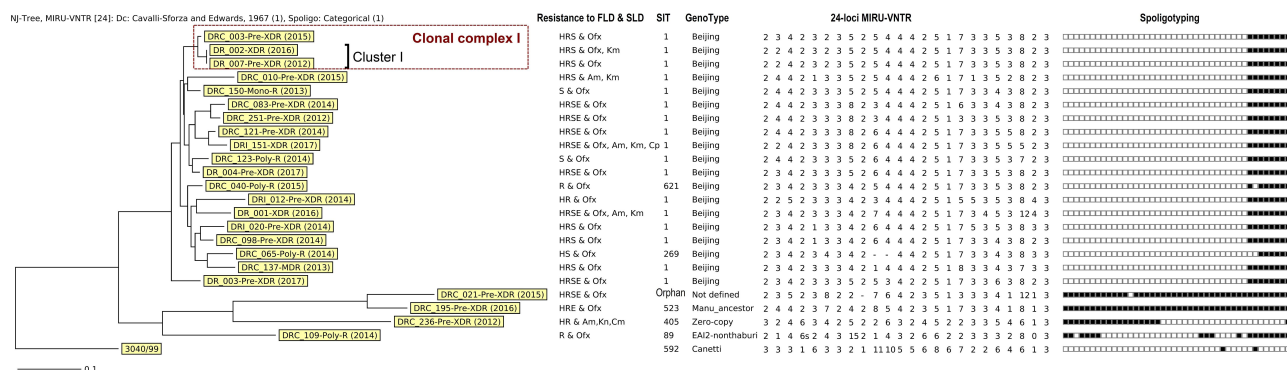 NJ-Tree, MIRU-VNTR [24]: Dc: Cavalli-Sforza and Edwards, 1967 (1), Spoligo: Categorical (1)
Resistance to FLD & SLD SIT GenoType 24-loci MIRU-VNTR Spoligotyping
Clonal complex I
Cluster I
DRC_003-Pre-XDR (2015) HRS & Ofx 1 Beijing 2 3 4 2 3 2 3 5 2 5 4 4 4 2 5 1 7 3 3 5 3 8 2 3
DR_002-XDR (2016) HRS & Ofx, Km 1 Beijing 2 2 4 2 3 2 3 5 2 5 4 4 4 2 5 1 7 3 3 5 3 8 2 3
DR_007-Pre-XDR (2012) HRS & Ofx 1 Beijing 2 2 4 2 3 2 3 5 2 5 4 4 4 2 5 1 7 3 3 5 3 8 2 3
DRC_010-Pre-XDR (2015) HRS & Am, Km 1 Beijing 2 4 4 2 1 3 3 5 2 5 4 4 4 2 6 1 7 1 3 5 2 8 2 3
DRC_150-Mono-R (2013) S & Ofx 1 Beijing 2 4 4 2 3 3 3 5 2 5 4 4 4 2 5 1 7 3 3 5 3 8 2 3
DRC_083-Pre-XDR (2014) HRSE & Ofx 1 Beijing 2 4 4 2 3 3 3 8 2 3 4 4 4 2 5 1 6 3 3 5 3 8 2 3
DRC_251-Pre-XDR (2012) HRSE & Ofx 1 Beijing 2 2 4 2 3 3 3 8 2 6 4 4 4 2 5 1 7 3 3 5 3 8 2 3
DRC_121-Pre-XDR (2014) HRSE & Ofx 1 Beijing 2 4 4 2 3 3 3 8 2 6 4 4 4 2 5 1 7 3 3 5 5 8 2 3
DRI_151-XDR (2017) HRSE & Ofx, Am, Km, Cp 1 Beijing 2 2 4 2 3 3 3 8 2 6 4 4 4 2 5 1 7 3 3 5 5 5 2 3
DRC_123-Poly-R (2014) S & Ofx 1 Beijing 2 4 4 2 3 3 3 5 2 6 4 4 4 2 5 1 7 3 3 5 3 7 2 3
DR_004-Pre-XDR (2017) HRSE & Ofx 1 Beijing 2 4 4 2 3 3 3 5 2 6 4 4 4 2 5 1 7 3 3 5 3 8 2 3
DRC_040-Poly-R (2015) R & Ofx 621 Beijing 2 2 4 2 3 3 3 4 2 5 4 4 4 2 5 1 7 3 3 5 3 8 2 3
DRI_012-Pre-XDR (2014) HR & Ofx 1 Beijing 2 2 5 2 3 3 3 4 2 3 4 4 4 2 5 1 5 5 3 5 3 8 4 3
DR_001-XDR (2016) HRSE & Ofx, Am, Km 1 Beijing 2 3 4 2 3 3 3 4 2 7 4 4 4 2 5 1 7 3 4 5 3 12 4 3
DRI_020-Pre-XDR (2014) HRS & Ofx 1 Beijing 2 3 4 2 1 3 3 4 2 6 4 4 4 2 5 1 7 5 3 8 3 8 2 3
DRC_098-Pre-XDR (2014) HRS & Ofx 1 Beijing 2 3 4 2 1 3 3 4 2 6 4 4 4 2 5 1 7 3 3 4 3 8 2 3
DRC_065-Poly-R (2014) HS & Ofx 269 Beijing 2 3 4 2 3 4 3 4 2 - - 4 4 2 5 1 7 3 3 4 3 8 3 3
DRC_137-MDR (2013) HRS & Ofx 1 Beijing 2 3 4 2 3 3 3 4 2 1 4 4 4 2 5 1 8 3 3 4 3 7 3 3
DR_003-Pre-XDR (2017) HRSE & Ofx 1 Beijing 2 3 4 2 3 3 3 5 2 4 4 4 4 2 5 1 7 3 3 6 3 8 2 3
DRC_021-Pre-XDR (2015) HRSE & Ofx Orphan Not defined 2 3 5 2 3 8 2 2 - 7 6 4 2 3 5 1 3 3 3 4 1 12 1 3
DRC_195-Pre-XDR (2016) HRE & Ofx 523 Manu_ancestor 2 4 4 2 3 7 2 4 2 8 5 4 2 3 5 1 7 3 3 4 1 8 1 3
DRC_236-Pre-XDR (2012) HR & Am,Kn,Cm 405 Zero-copy 3 2 4 6 3 4 2 5 2 2 6 3 2 4 5 2 2 3 3 5 4 6 1 3
DRC_109-Poly-R (2014) R & Ofx 89 EAI2-nonthaburi 2 1 4 6s 2 4 3 15 2 1 4 3 2 6 6 2 2 3 3 3 2 8 0 3
3040/99 592 Canetti 3 3 3 1 6 3 3 2 1 11 10 5 5 6 8 6 7 2 2 6 4 6 1 3
0.1